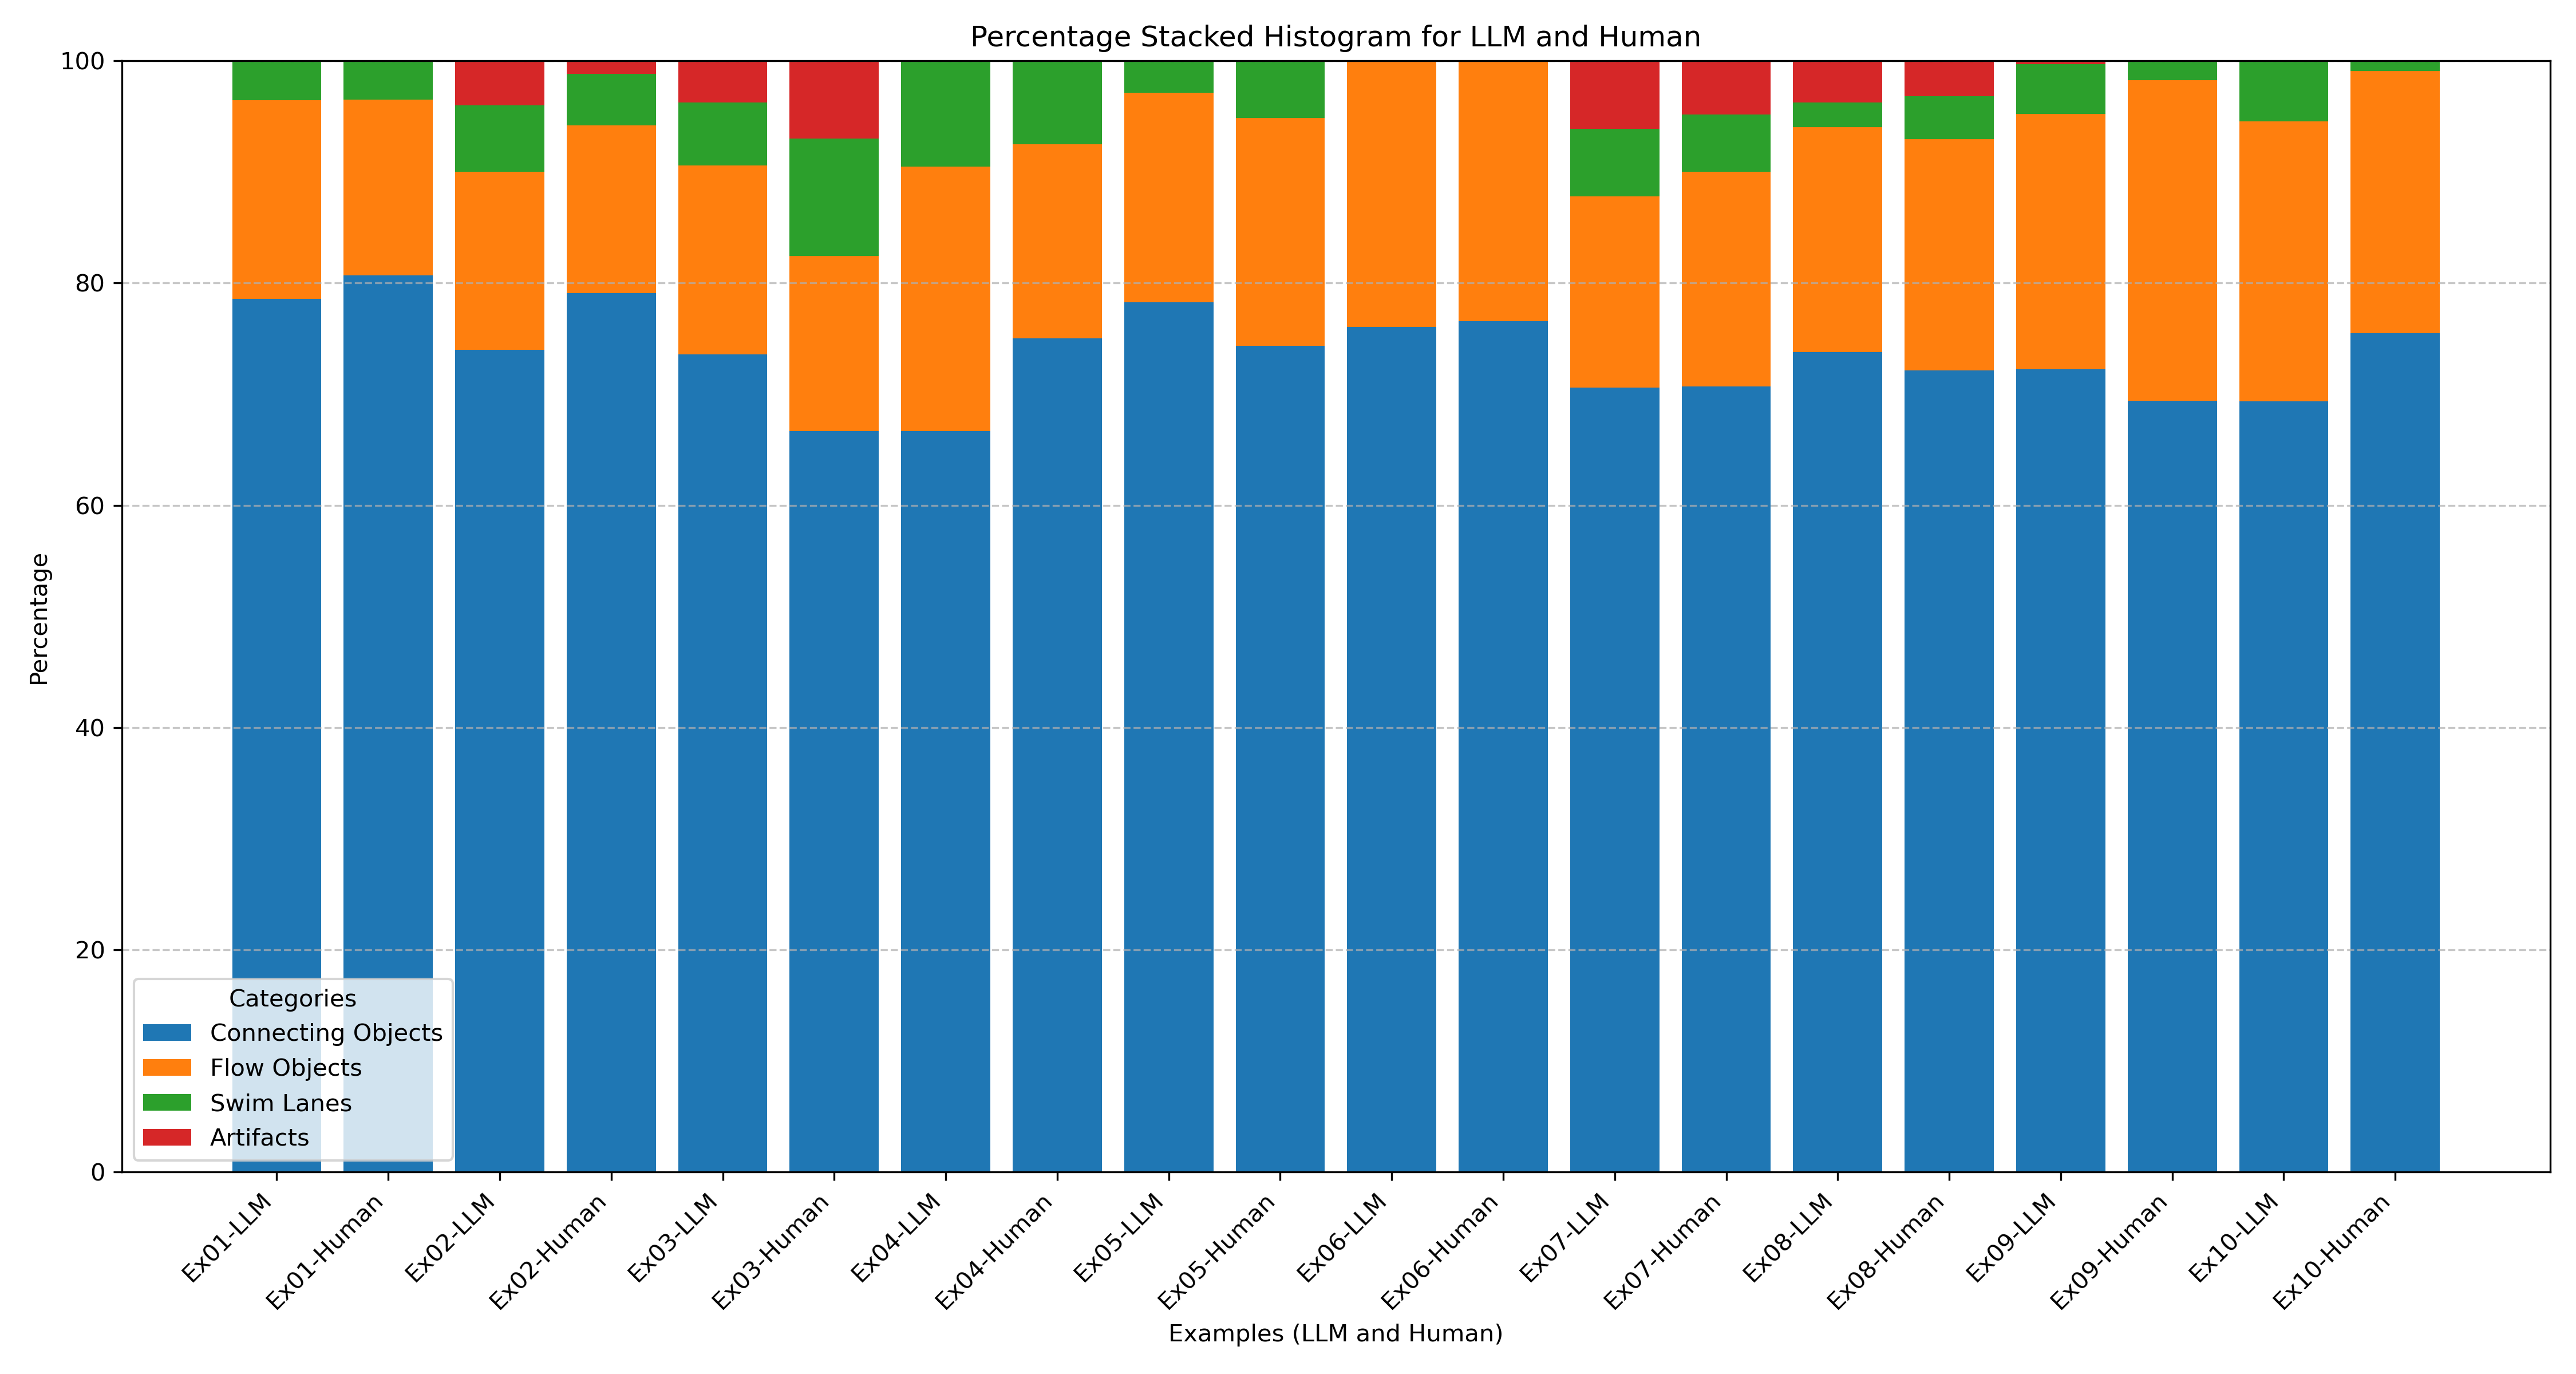 Percentage Stacked Histogram for LLM and Human
Percentage
100
80
60
40
20
0
Categories
Connecting Objects
Flow Objects
Swim Lanes
Artifacts
Ex01-LLM
Ex01-Human
Ex02-LLM
Ex02-Human
Ex03-LLM
Ex03-Human
Ex04-LLM
Ex04-Human
Ex05-LLM
Ex05-Human
Ex06-LLM
Ex06-Human
Ex07-LLM
Ex07-Human
Ex08-LLM
Ex08-Human
Ex09-LLM
Ex09-Human
Ex10-LLM
Ex10-Human
Examples (LLM and Human)